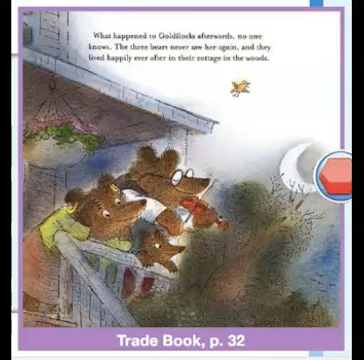 What happened to Goldilocks afterwards, no one
knows. The three bears never saw her again, and they
lived happily ever after in their cottage in the woods.
Trade Book, p. 32